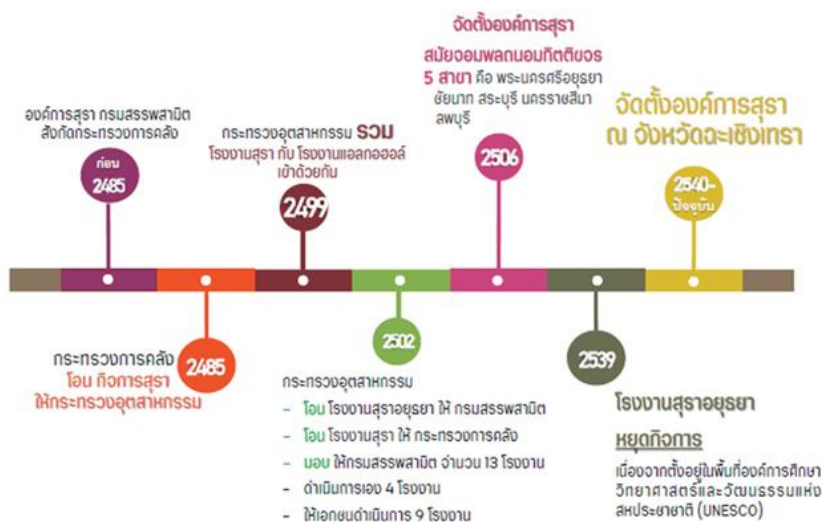 องค์การสุรา กรมสรรพสามิต
สังกัดกระทรวงการคลัง
ก่อน
2485
กระทรวงการคลัง
โอน กิจการสุรา
ให้กระทรวงอุตสาหกรรม
2485
กระทรวงอุตสาหกรรม รวม
โรงงานสุรา กับ โรงงานแอลกอฮอล์
เข้าด้วยกัน
2499
2502
กระทรวงอุตสาหกรรม
- โอน โรงงานสุราอยุธยา ให้ กรมสรรพสามิต
- โอน โรงงานสุรา ให้ กระทรวงการคลัง
- มอบ ให้กรมสรรพสามิต จำนวน 13 โรงงาน
- ดำเนินการเอง 4 โรงงาน
- ให้เอกชนดำเนินการ 9 โรงงาน
จัดตั้งองค์การสุรา
สมัยจอมพลถนอมกิตติขจร
5 สาขา คือ พระนครศรีอยุธยา
ชัยนาท สระบุรี นครราชสีมา
ลพบุรี
2506
2539
โรงงานสุราอยุธยา
หยุดกิจการ
เนื่องจากตั้งอยู่ในพื้นที่องค์การศึกษา
วิทยาศาสตร์และวัฒนธรรมแห่ง
สหประชาชาติ (UNESCO)
จัดตั้งองค์การสุรา
ณ จังหวัดฉะเชิงเทรา
2540-
ปัจจุบัน